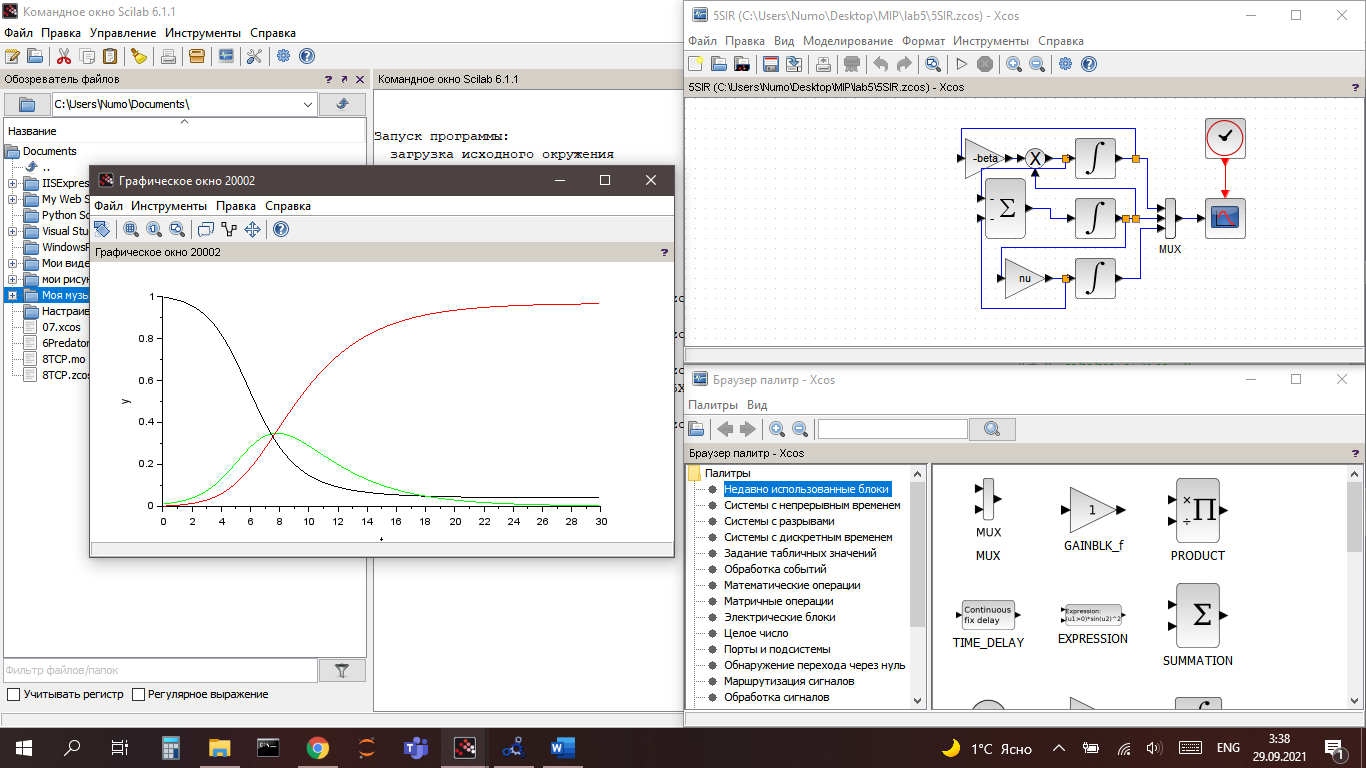 Командное окно Scilab 6.1.1
Файл Правка Управление Инструменты Справка
Обозреватель файлов
C:\Users\Numo\Documents\
Название
Documents
..
IISExpres
My Web S
Python Sc
Visual Stu
WindowsP
Мои виде
мои рисун
Моя музы
Настраив
07.xcos
6Predator
8TCP.mo
8TCP.zcos
Фильтр файлов/папок
Учитывать регистр Регулярное выражение
Командное окно Scilab 6.1.1
Запуск программы:
загрузка исходного окружения
Графическое окно 20002
Файл Инструменты Правка Справка
Графическое окно 20002
y
1
0.8
0.6
0.4
0.2
0
0 2 4 6 8 10 12 14 16 18 20 22 24 26 28 30
5SIR (C:\Users\Numo\Desktop\MIP\lab5\5SIR.zcos) - Xcos
Файл Правка Вид Моделирование Формат Инструменты Справка
5SIR (C:\Users\Numo\Desktop\MIP\lab5\5SIR.zcos) - Xcos
-beta
X
∫
Σ
-
-
∫
nu
∫
MUX
Браузер палитр - Xcos
Палитры Вид
Браузер палитр - Xcos
Палитры
Недавно использованные блоки
Системы с непрерывным временем
Системы с разрывами
Системы с дискретным временем
Задание табличных значений
Обработка событий
Математические операции
Матричные операции
Электрические блоки
Целое число
Порты и подсистемы
Обнаружение перехода через нуль
Маршрутизация сигналов
Обработка сигналов
MUX
MUX
1
GAINBLK_f
×
÷
Π
PRODUCT
Continuous
fix delay
TIME_DELAY
Expression:
(u1>0)*sin(u2)^2
EXPRESSION
Σ
SUMMATION
1°C Ясно
ENG
3:38
29.09.2021
1